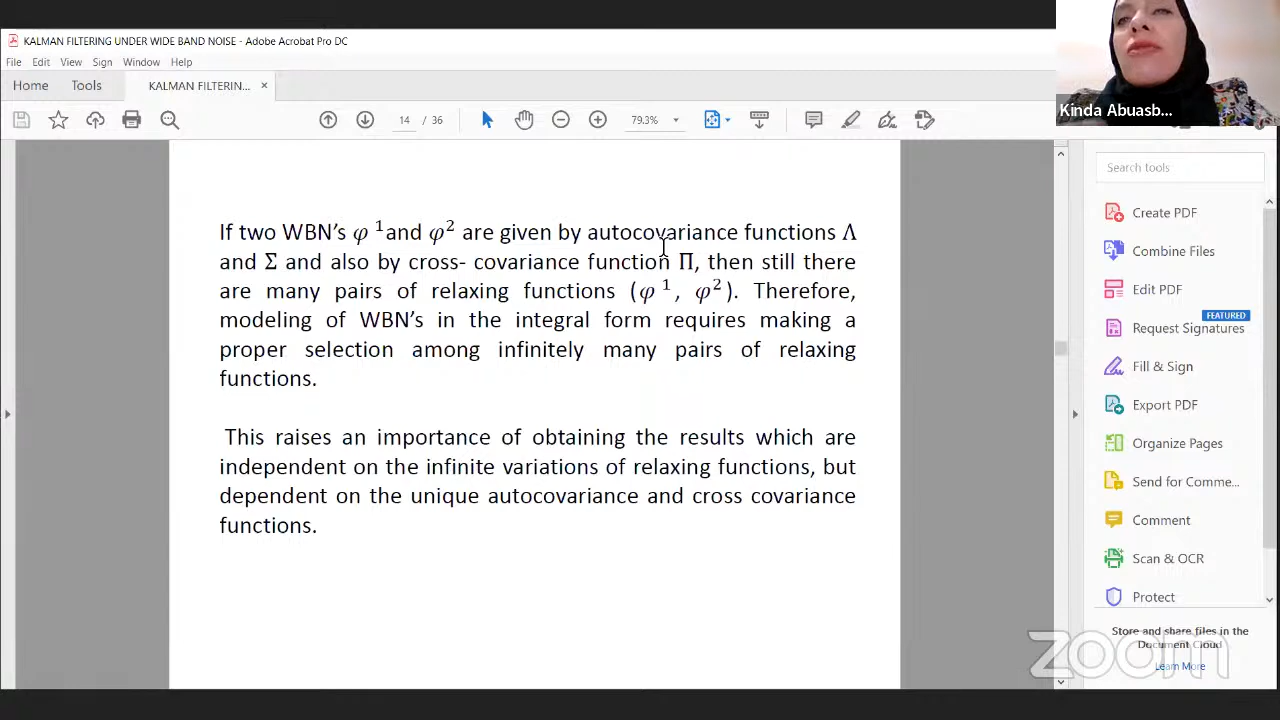 KALMAN FILTERING UNDER WIDE BAND NOISE - Adobe Acrobat Pro DC
File Edit View Sign Window Help
Home Tools KALMAN FILTERIN... ×
14 / 36 79.3%
Kinda Abuasb...
If two WBN’s φ ¹and φ² are given by autocovariance functions Λ
and Σ and also by cross- covariance function Π, then still there
are many pairs of relaxing functions (φ ¹, φ²). Therefore,
modeling of WBN’s in the integral form requires making a
proper selection among infinitely many pairs of relaxing
functions.
This raises an importance of obtaining the results which are
independent on the infinite variations of relaxing functions, but
dependent on the unique autocovariance and cross covariance
functions.
Search tools
Create PDF
Combine Files
Edit PDF
FEATURED
Request Signatures
Fill & Sign
Export PDF
Organize Pages
Send for Comme...
Comment
Scan & OCR
Protect
Store and share files in the
Document Cloud
Learn More
zoom